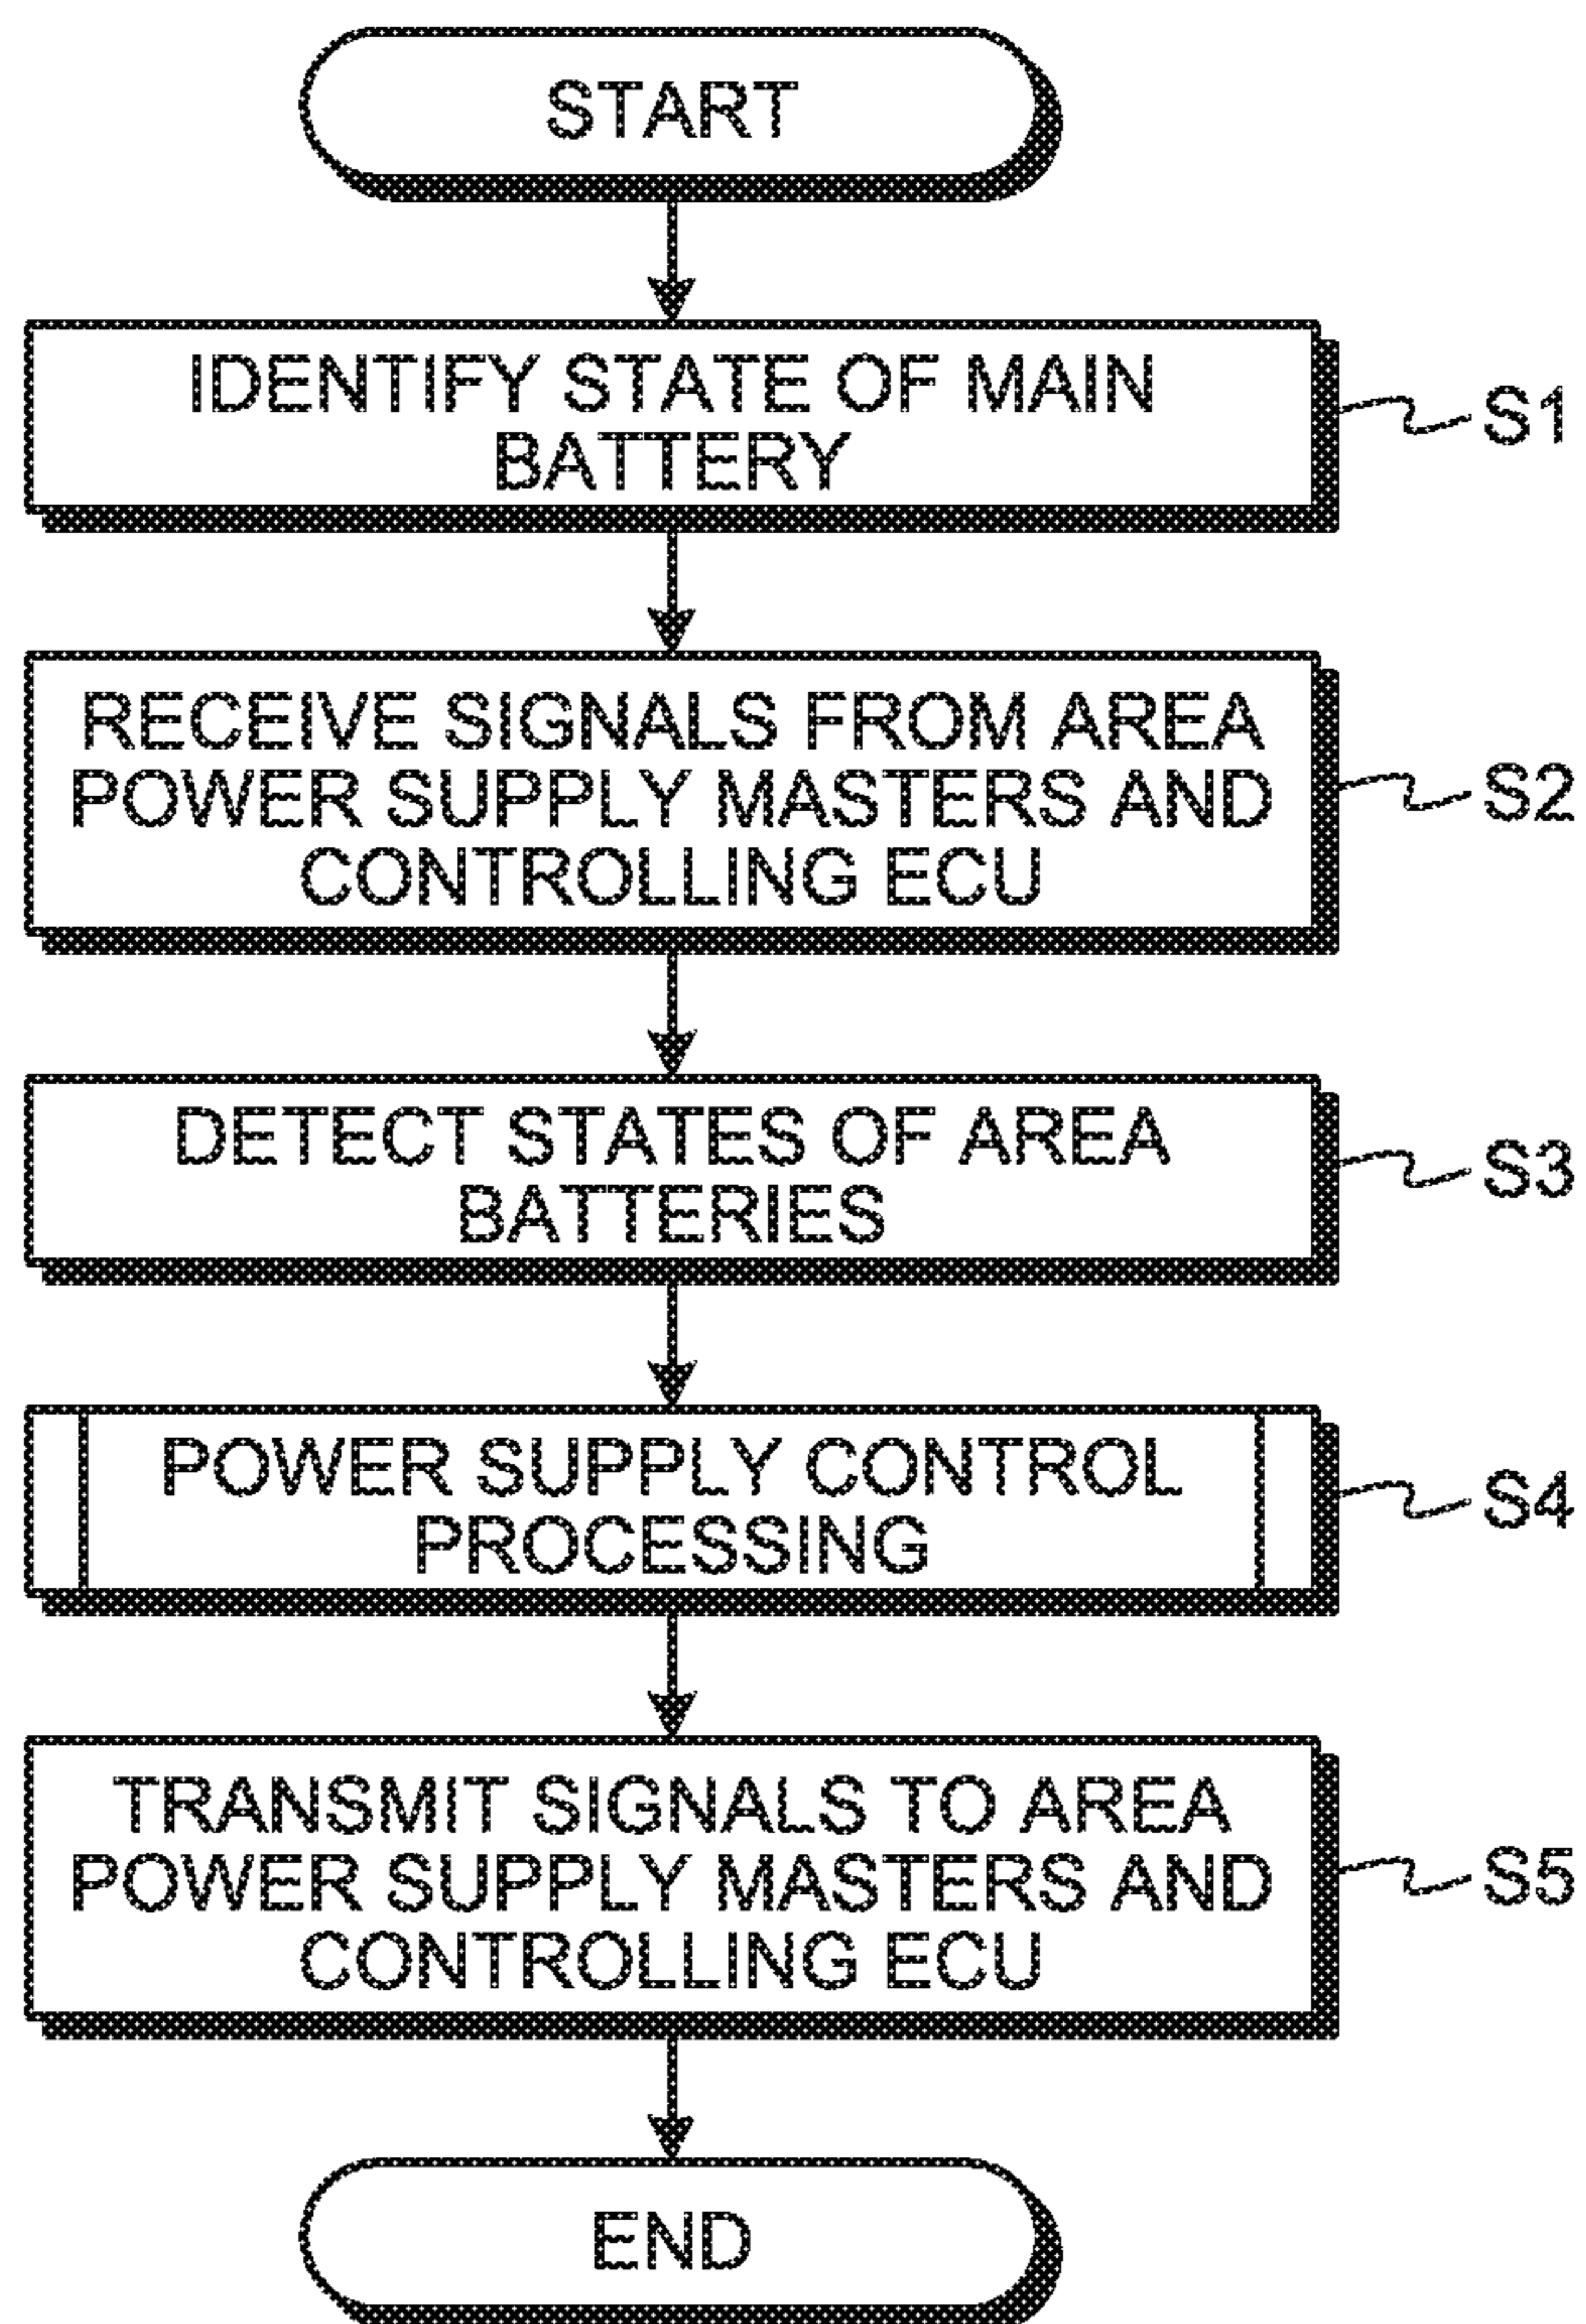 START
IDENTIFY STATE OF MAIN
BATTERY
S1
RECEIVE SIGNALS FROM AREA
POWER SUPPLY MASTERS AND
CONTROLLING ECU
S2
DETECT STATES OF AREA
BATTERIES
S3
POWER SUPPLY CONTROL
PROCESSING
S4
TRANSMIT SIGNALS TO AREA
POWER SUPPLY MASTERS AND
CONTROLLING ECU
S5
END